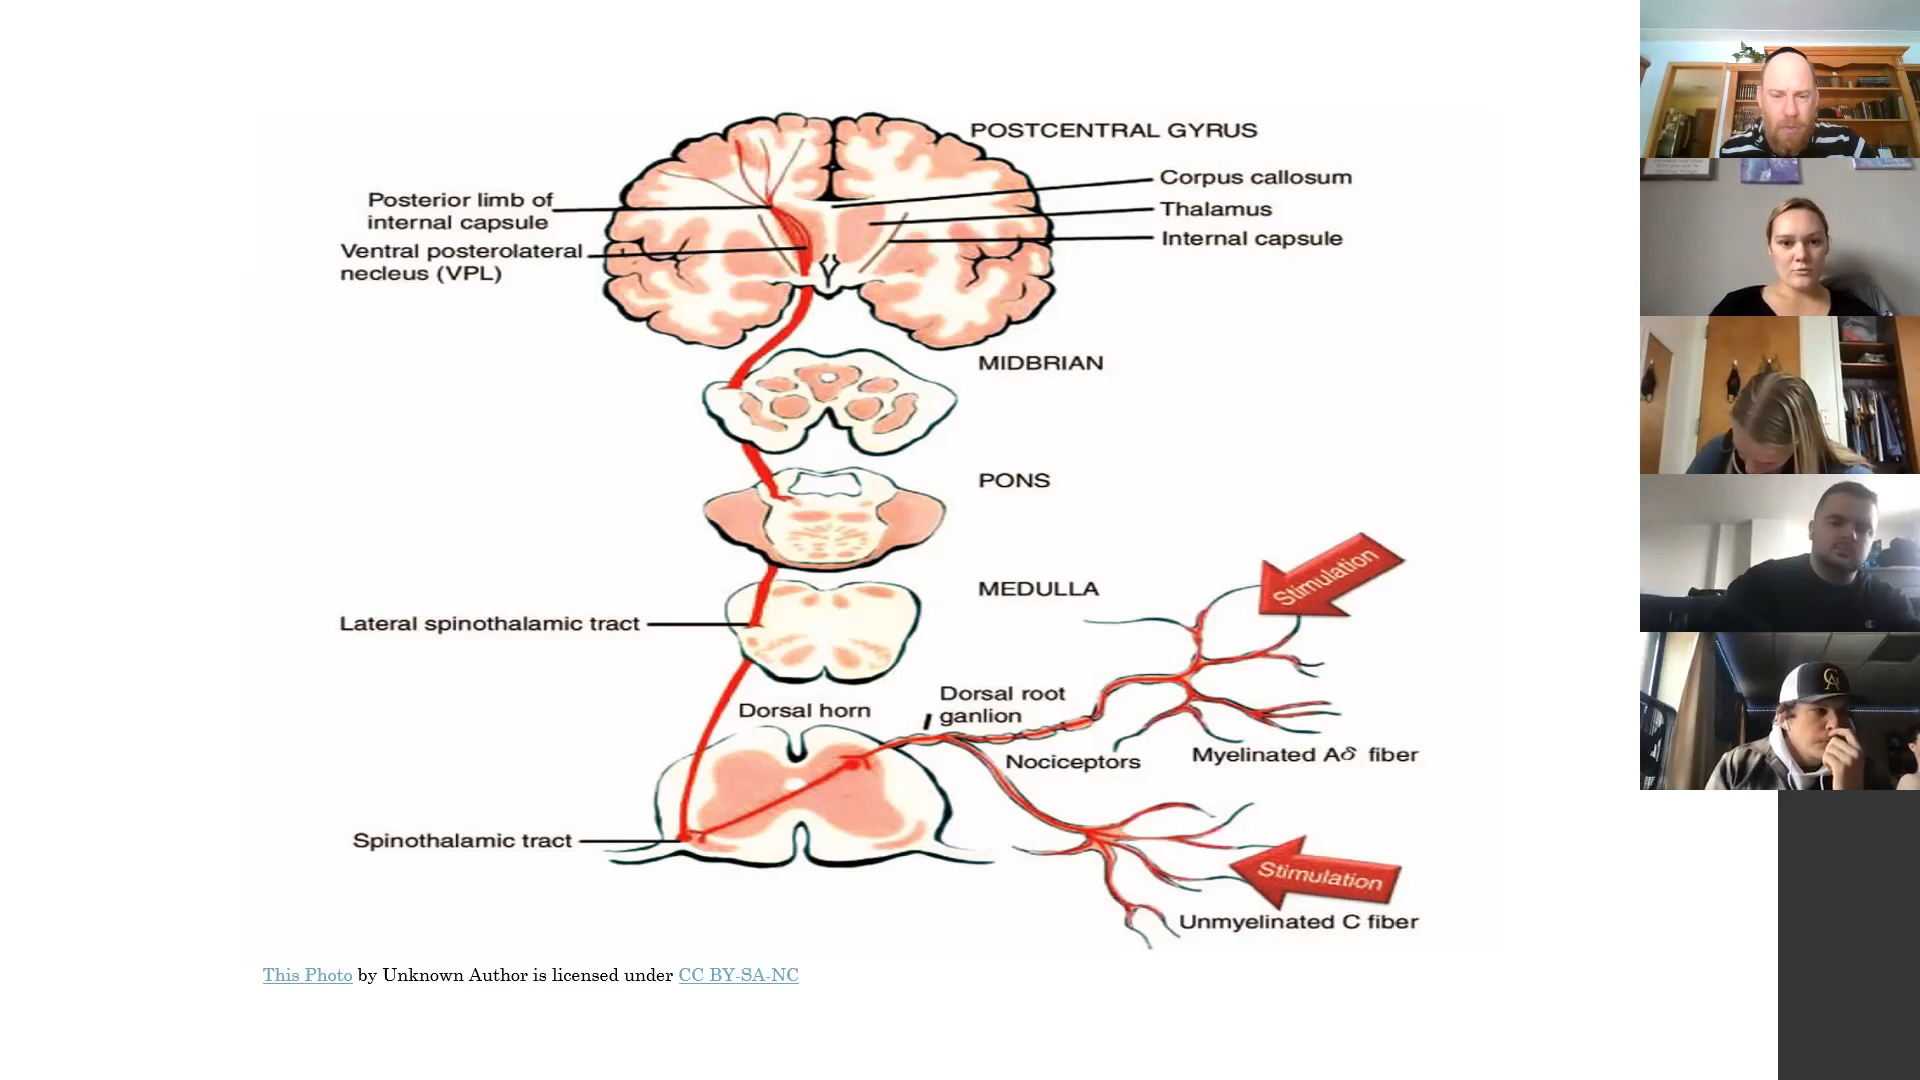 POSTCENTRAL GYRUS
Corpus callosum
Thalamus
Internal capsule
Posterior limb of
internal capsule
Ventral posterolateral
necleus (VPL)
MIDBRIAN
PONS
MEDULLA
Stimulation
Lateral spinothalamic tract
Dorsal horn
Dorsal root
ganlion
Nociceptors
Myelinated Aδ fiber
Spinothalamic tract
Stimulation
Unmyelinated C fiber
This Photo by Unknown Author is licensed under CC BY-SA-NC